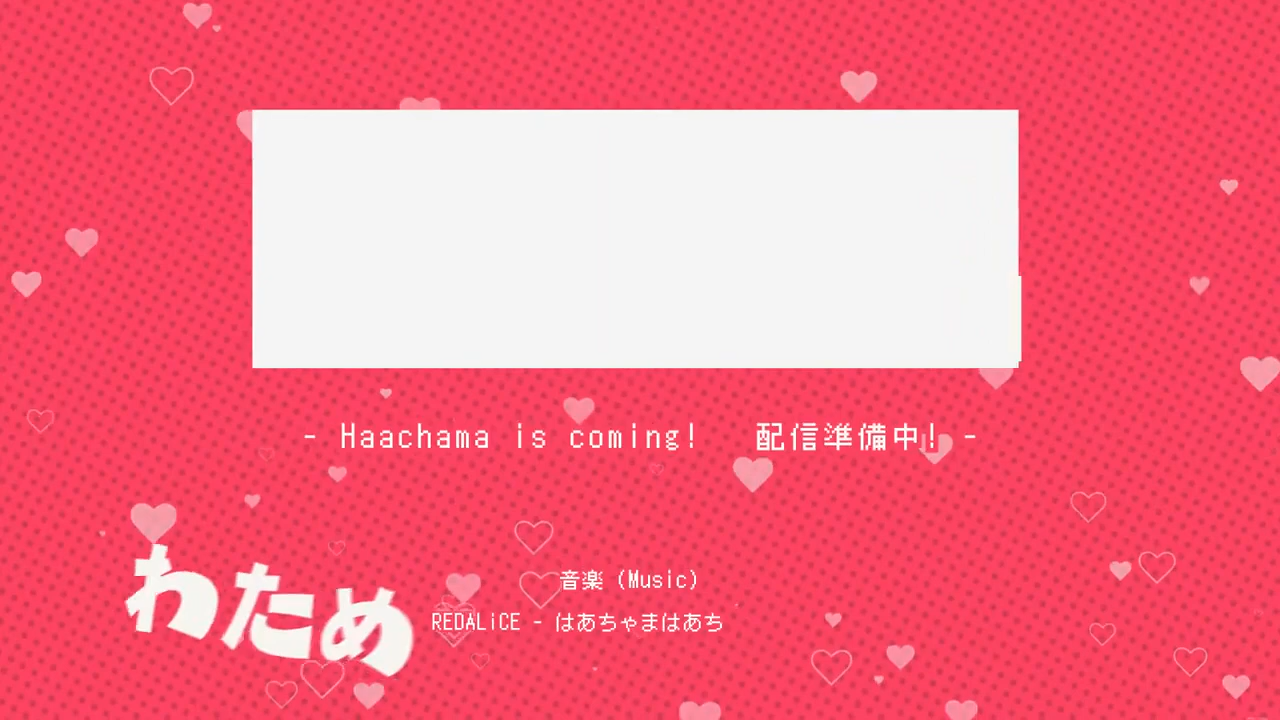 - Haachama is coming!　配信準備中! -
わため
音楽 (Music)
REDALiCE - はあちゃまはあち